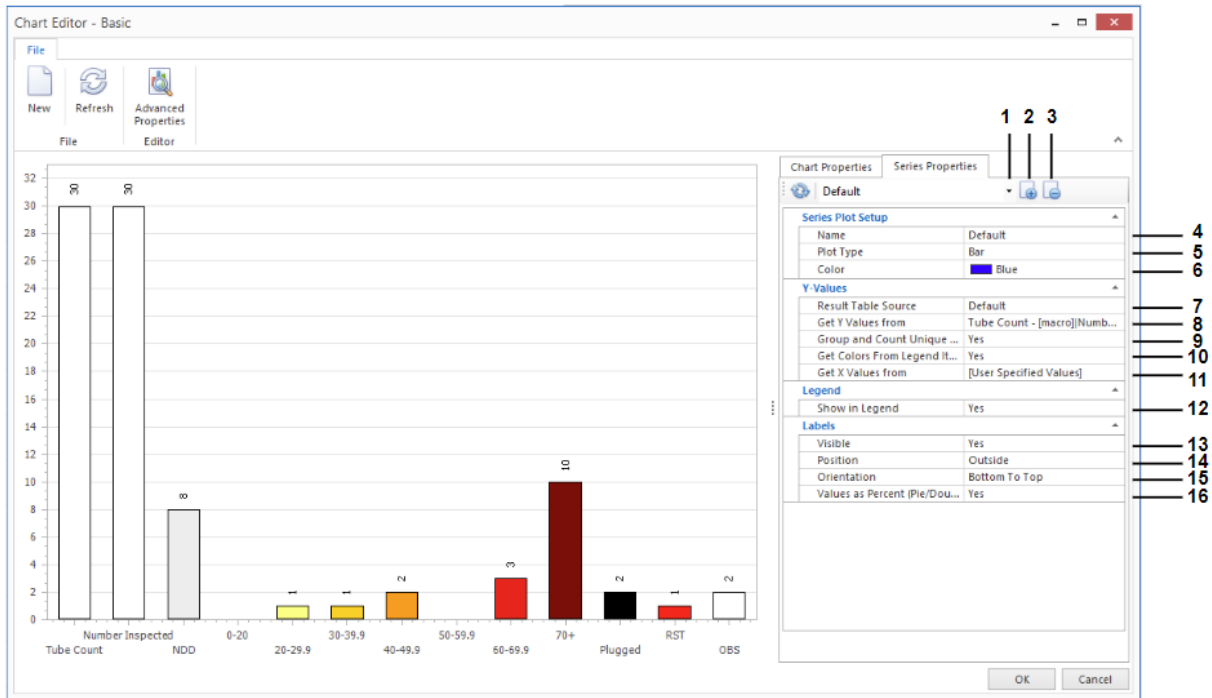 Chart Editor - Basic
File
New Refresh Advanced Properties
File Editor
1 2 3
Chart Properties Series Properties
Default
Series Plot Setup
Name Default 4
Plot Type Bar 5
Color Blue 6
Y-Values
Result Table Source Default 7
Get Y Values from Tube Count - [macro]|Numb... 8
Group and Count Unique ... Yes 9
Get Colors From Legend It... Yes 10
Get X Values from [User Specified Values] 11
Legend
Show in Legend Yes 12
Labels
Visible Yes 13
Position Outside 14
Orientation Bottom To Top 15
Values as Percent (Pie/Dou... Yes 16
32
30
28
26
24
22
20
18
16
14
12
10
8
6
4
2
0
30 30 8 1 1 2 3 10 2 1 2
Number Inspected 0-20 30-39.9 50-59.9 70+ RST
Tube Count NDD 20-29.9 40-49.9 60-69.9 Plugged OBS
OK Cancel